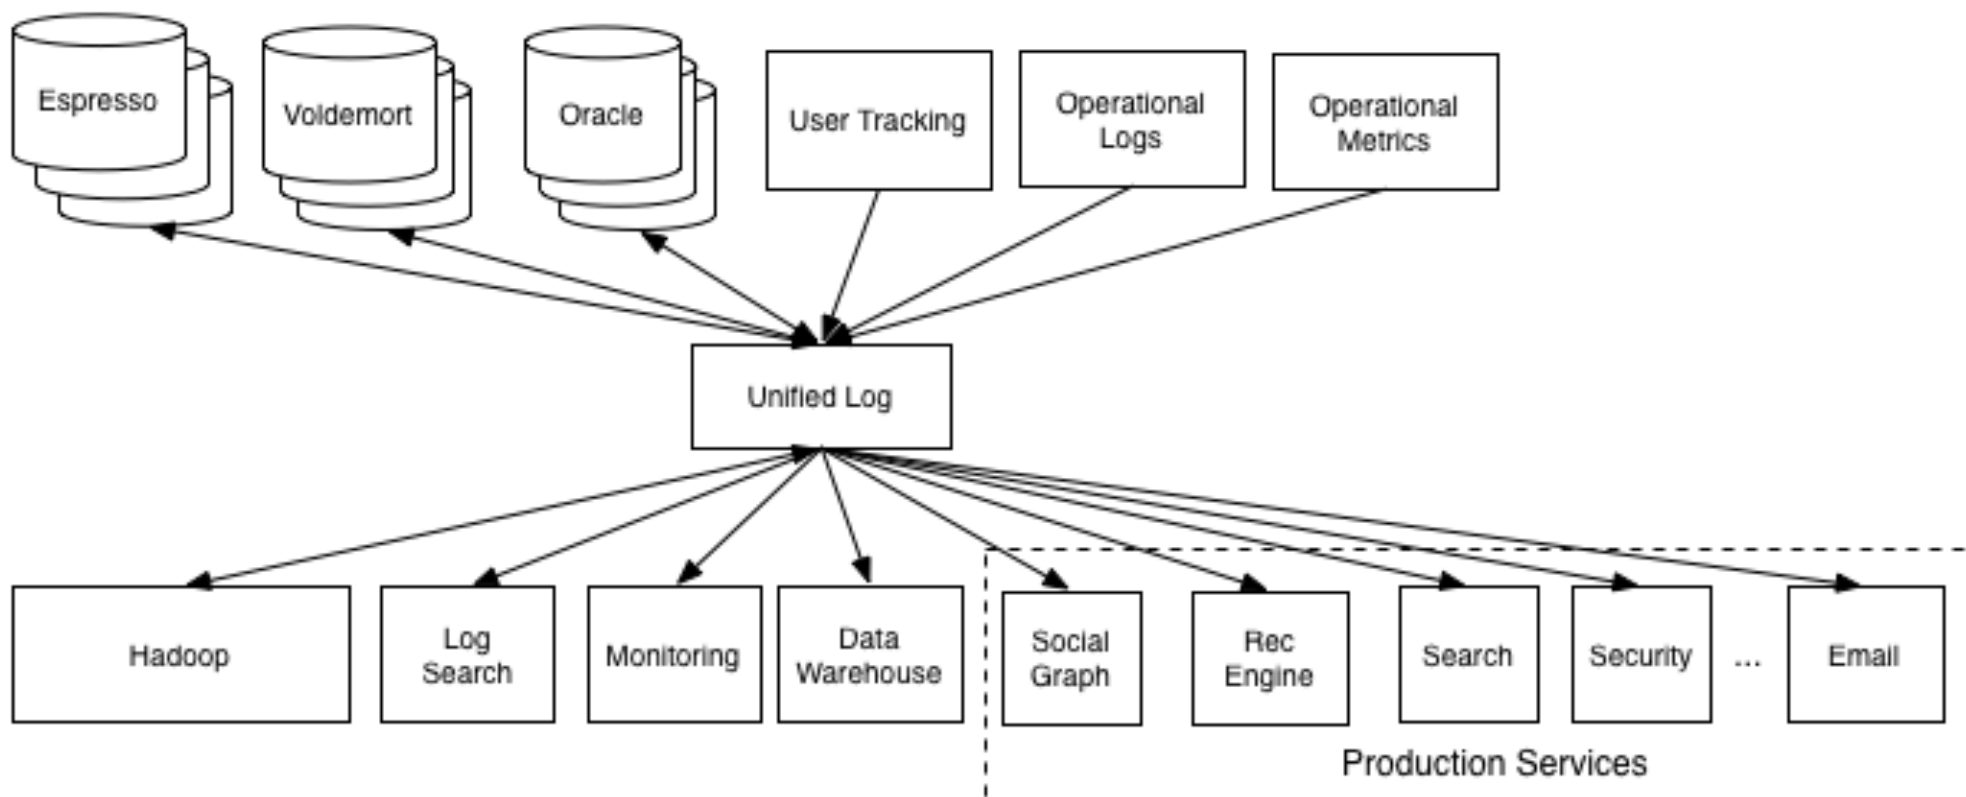 Espresso
Voldemort
Oracle
User Tracking
Operational
Logs
Operational
Metrics
Unified Log
Hadoop
Log
Search
Monitoring
Data
Warehouse
Social
Graph
Rec
Engine
Search
Security
...
Email
Production Services